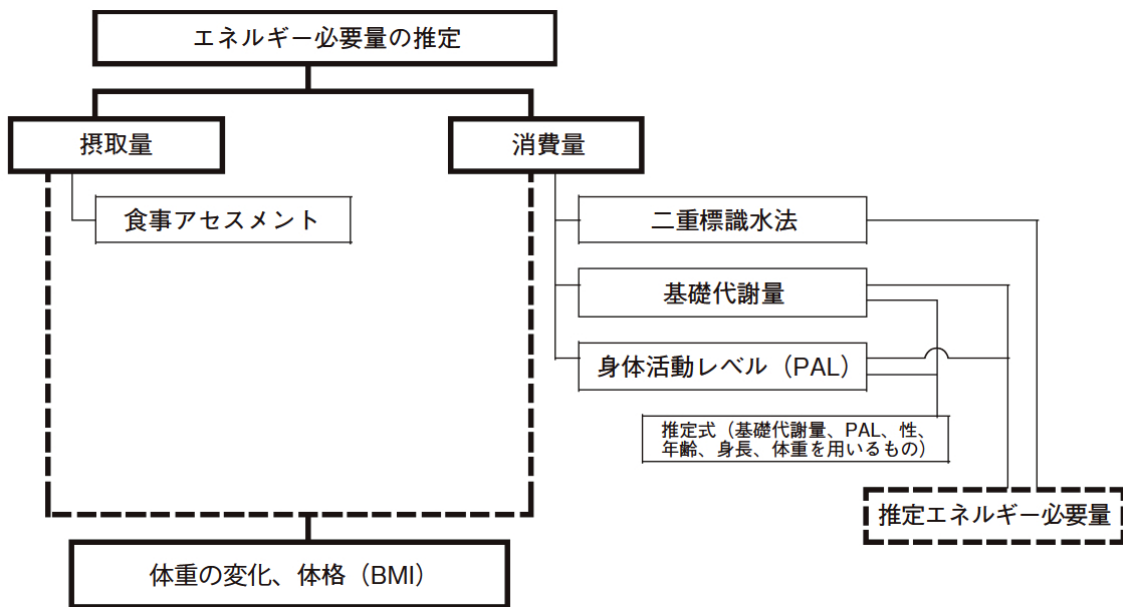 エネルギー必要量の推定
摂取量
消費量
食事アセスメント
二重標識水法
基礎代謝量
身体活動レベル（PAL）
推定式（基礎代謝量、PAL、性、
年齢、身長、体重を用いるもの）
推定エネルギー必要量
体重の変化、体格（BMI）